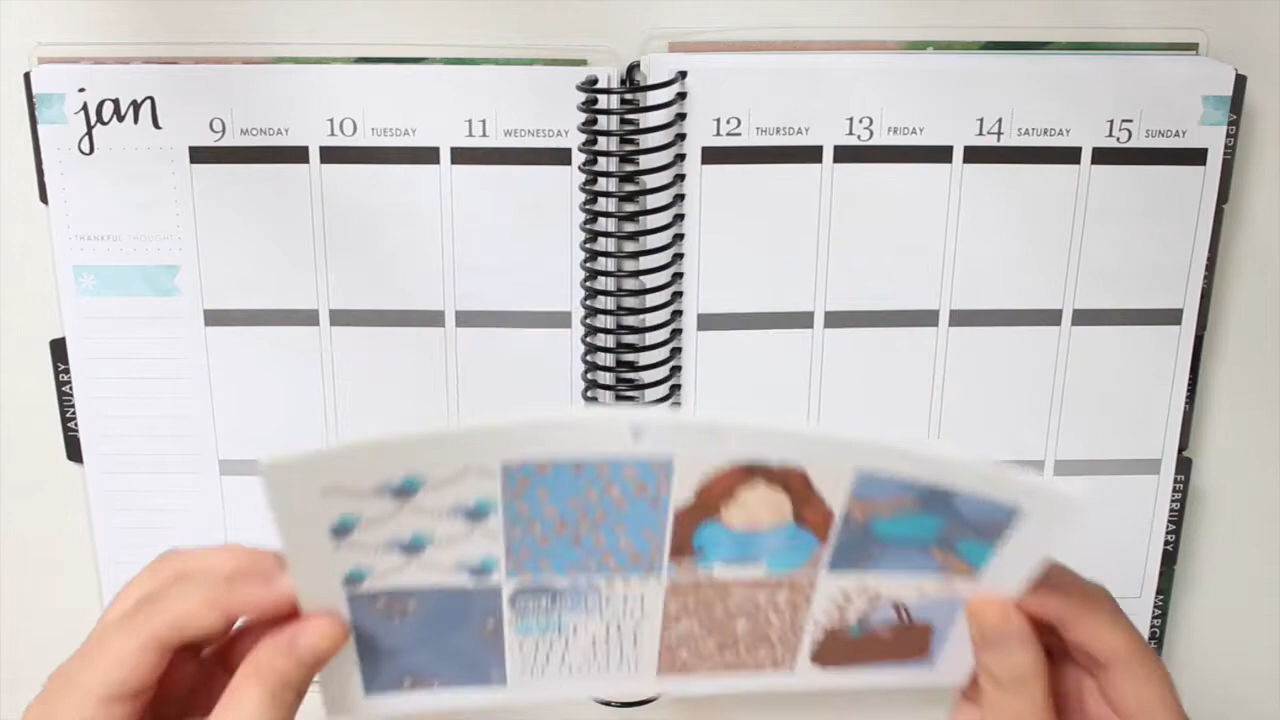 jan
9 MONDAY
10 TUESDAY
11 WEDNESDAY
12 THURSDAY
13 FRIDAY
14 SATURDAY
15 SUNDAY
THANKFUL THOUGHT
JANUARY
APRIL
FEBRUARY
MARCH